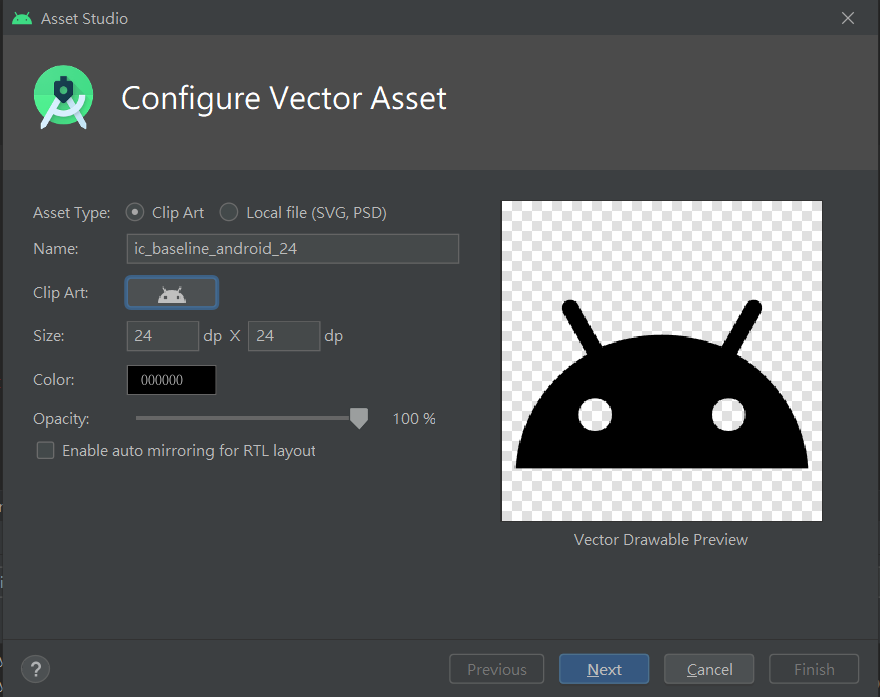 Asset Studio
Configure Vector Asset
Asset Type: Clip Art Local file (SVG, PSD)
Name: ic_baseline_android_24
Clip Art:
Size: 24 dp X 24 dp
Color: 000000
Opacity: 100 %
Enable auto mirroring for RTL layout
Vector Drawable Preview
? Previous Next Cancel Finish